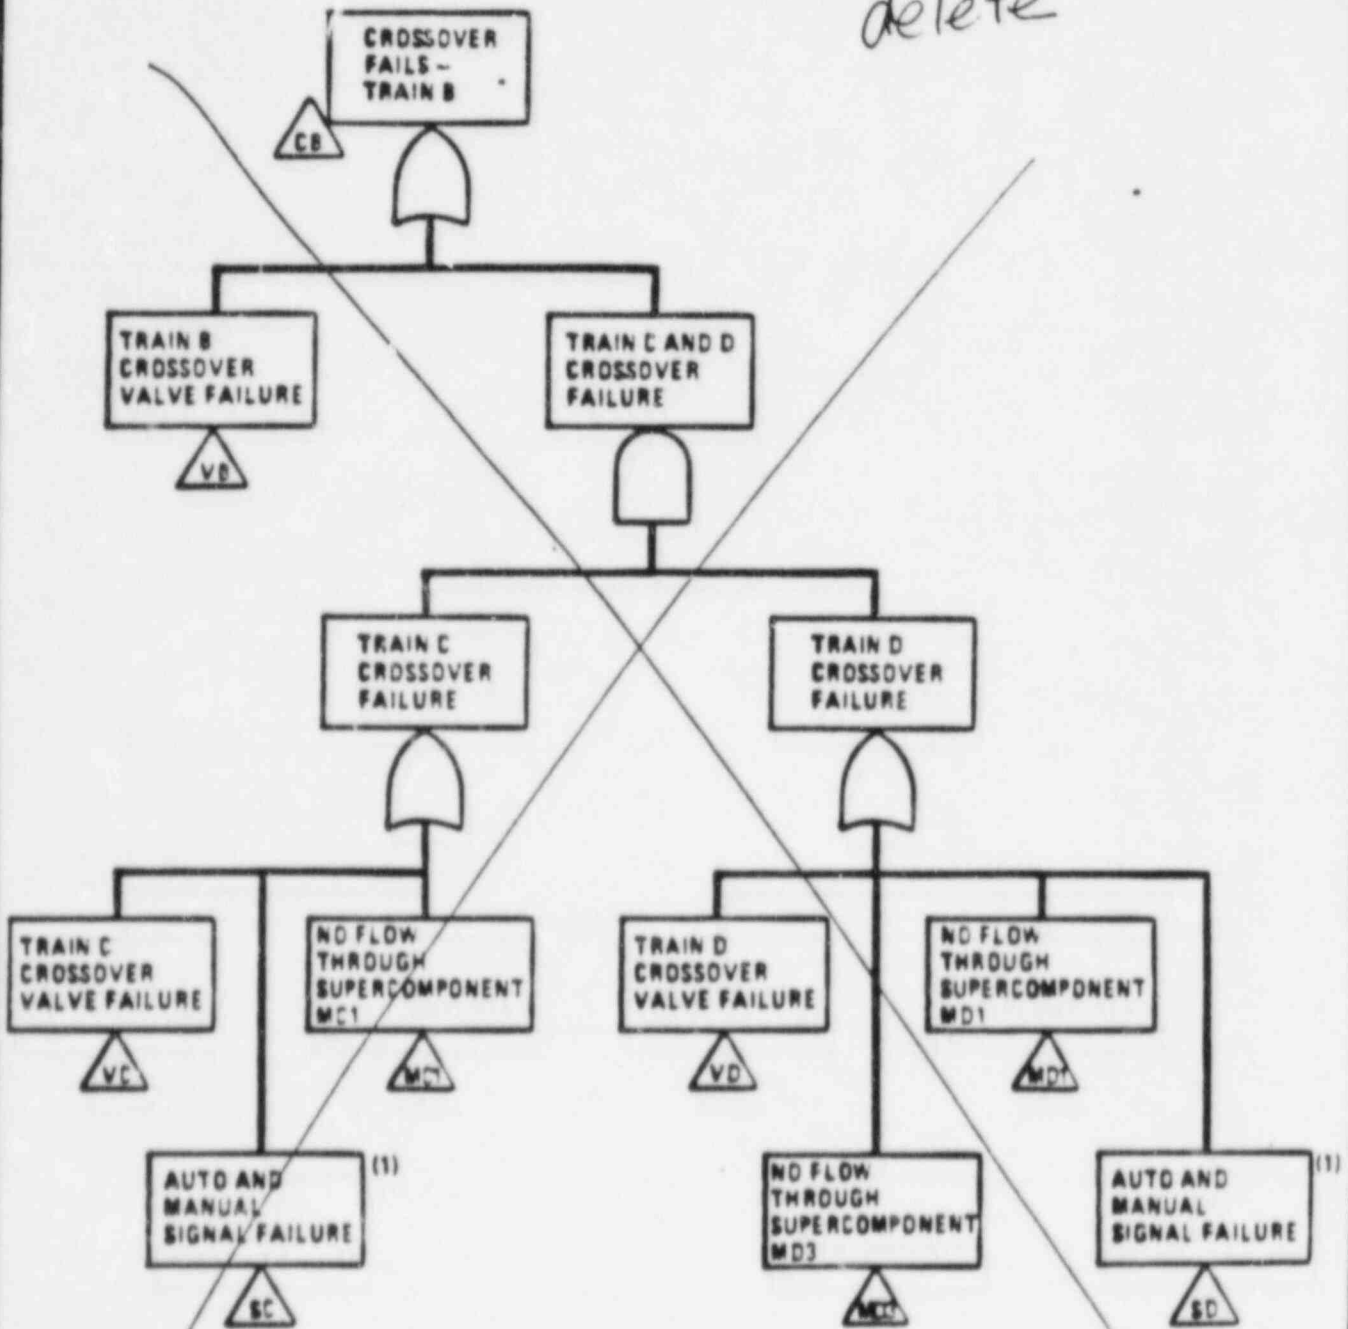 delete
CROSSOVER
FAILS –
TRAIN B
CB
TRAIN B
CROSSOVER
VALVE FAILURE
VB
TRAIN C AND D
CROSSOVER
FAILURE
TRAIN C
CROSSOVER
FAILURE
TRAIN D
CROSSOVER
FAILURE
TRAIN C
CROSSOVER
VALVE FAILURE
VC
NO FLOW
THROUGH
SUPERCOMPONENT
MC1
MC1
TRAIN D
CROSSOVER
VALVE FAILURE
VD
NO FLOW
THROUGH
SUPERCOMPONENT
MD1
MD1
AUTO AND
MANUAL
SIGNAL FAILURE
(1)
SC
NO FLOW
THROUGH
SUPERCOMPONENT
MD3
AUTO AND
MANUAL
SIGNAL FAILURE
(1)
SD